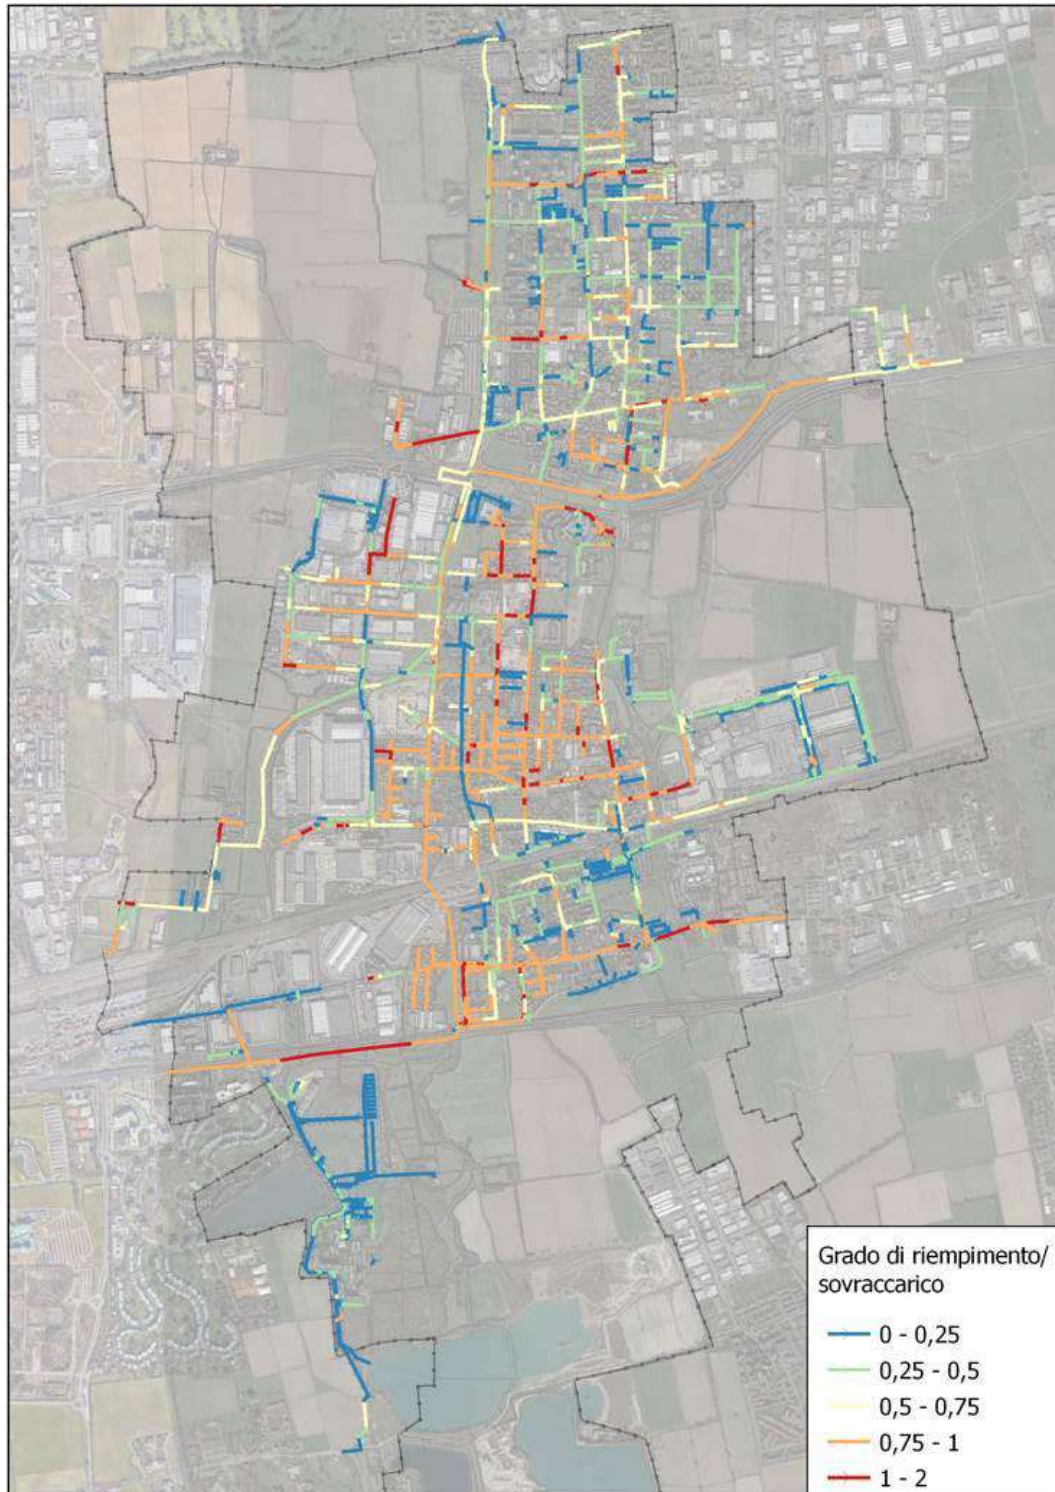 Grado di riempimento/
sovraccarico
0 - 0,25
0,25 - 0,5
0,5 - 0,75
0,75 - 1
1 - 2